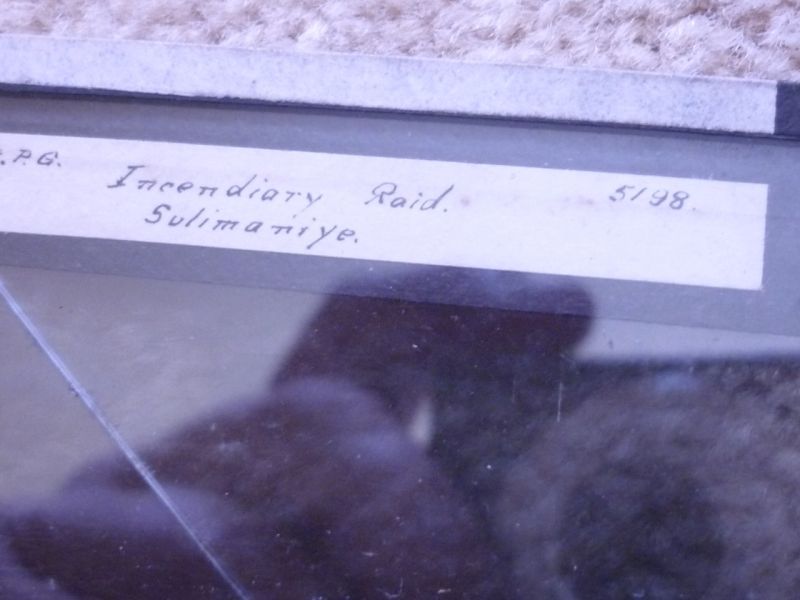 .P.G. Incendiary Raid. 5198.
Sulimaniye.